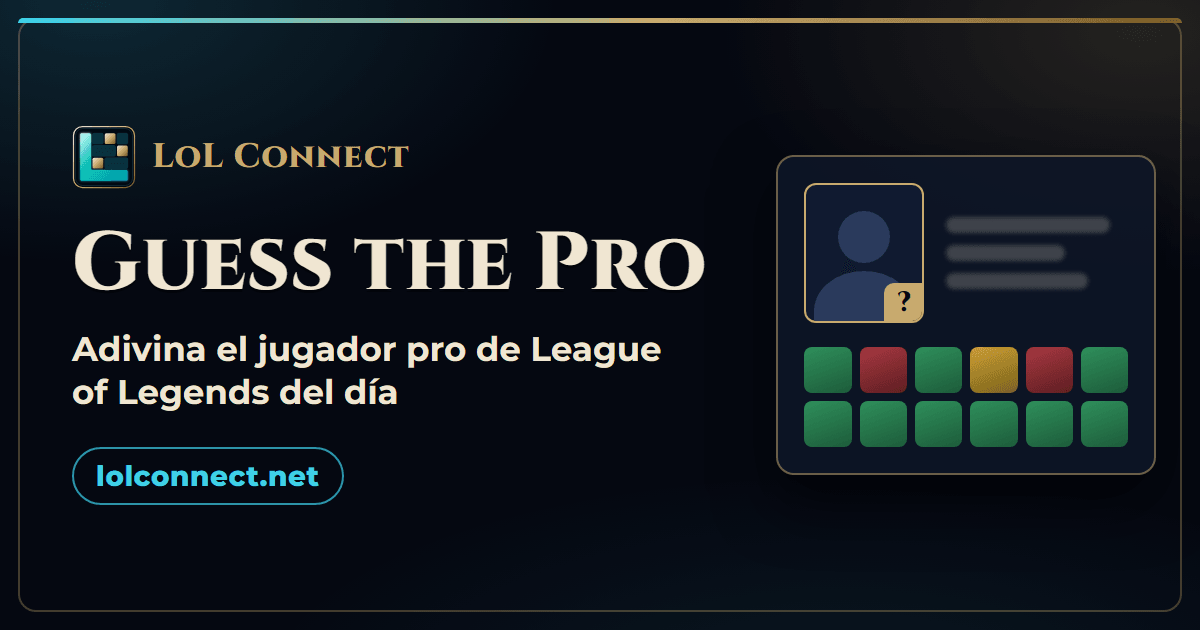 LoL Connect
Guess the Pro
Adivina el jugador pro de League
of Legends del día
lolconnect.net
?